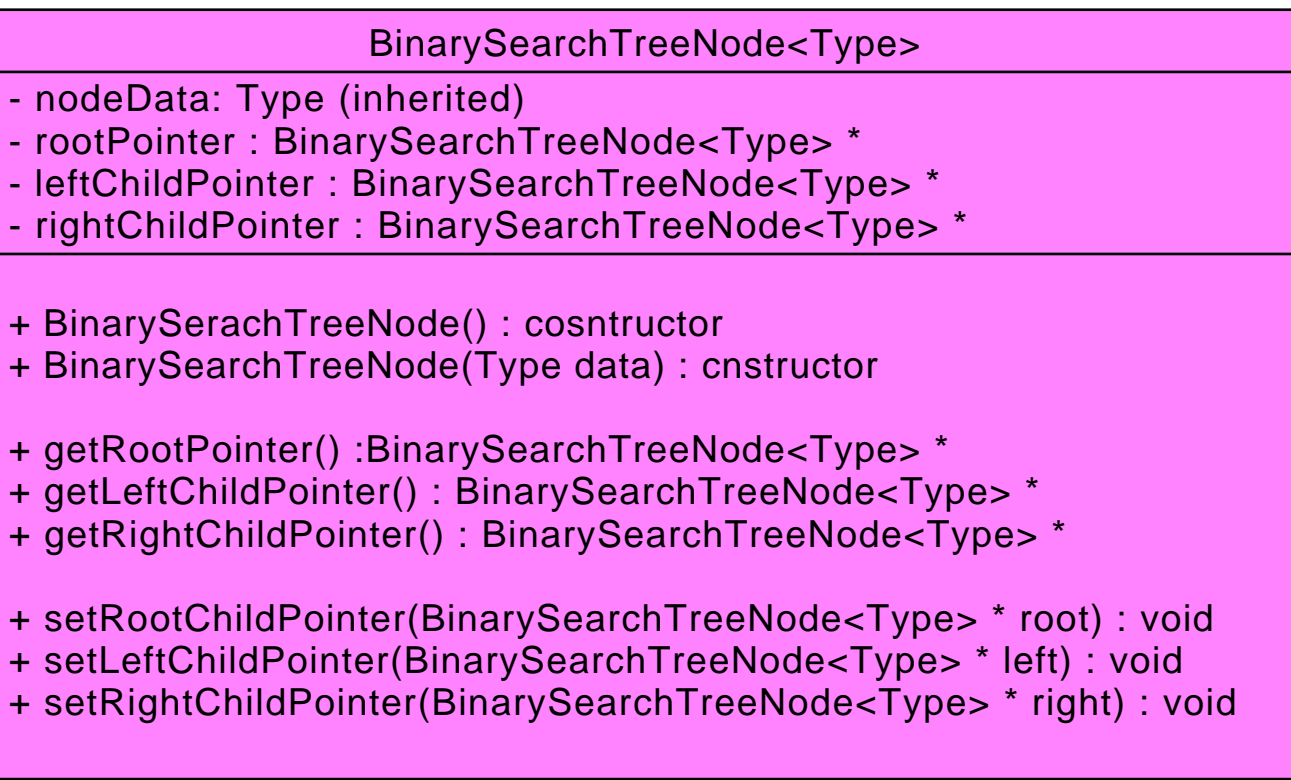 BinarySearchTreeNode<Type>
- nodeData: Type (inherited)
- rootPointer : BinarySearchTreeNode<Type> *
- leftChildPointer : BinarySearchTreeNode<Type> *
- rightChildPointer : BinarySearchTreeNode<Type> *
+ BinarySerachTreeNode() : cosntructor
+ BinarySearchTreeNode(Type data) : cnstructor
+ getRootPointer() :BinarySearchTreeNode<Type> *
+ getLeftChildPointer() : BinarySearchTreeNode<Type> *
+ getRightChildPointer() : BinarySearchTreeNode<Type> *
+ setRootChildPointer(BinarySearchTreeNode<Type> * root) : void
+ setLeftChildPointer(BinarySearchTreeNode<Type> * left) : void
+ setRightChildPointer(BinarySearchTreeNode<Type> * right) : void